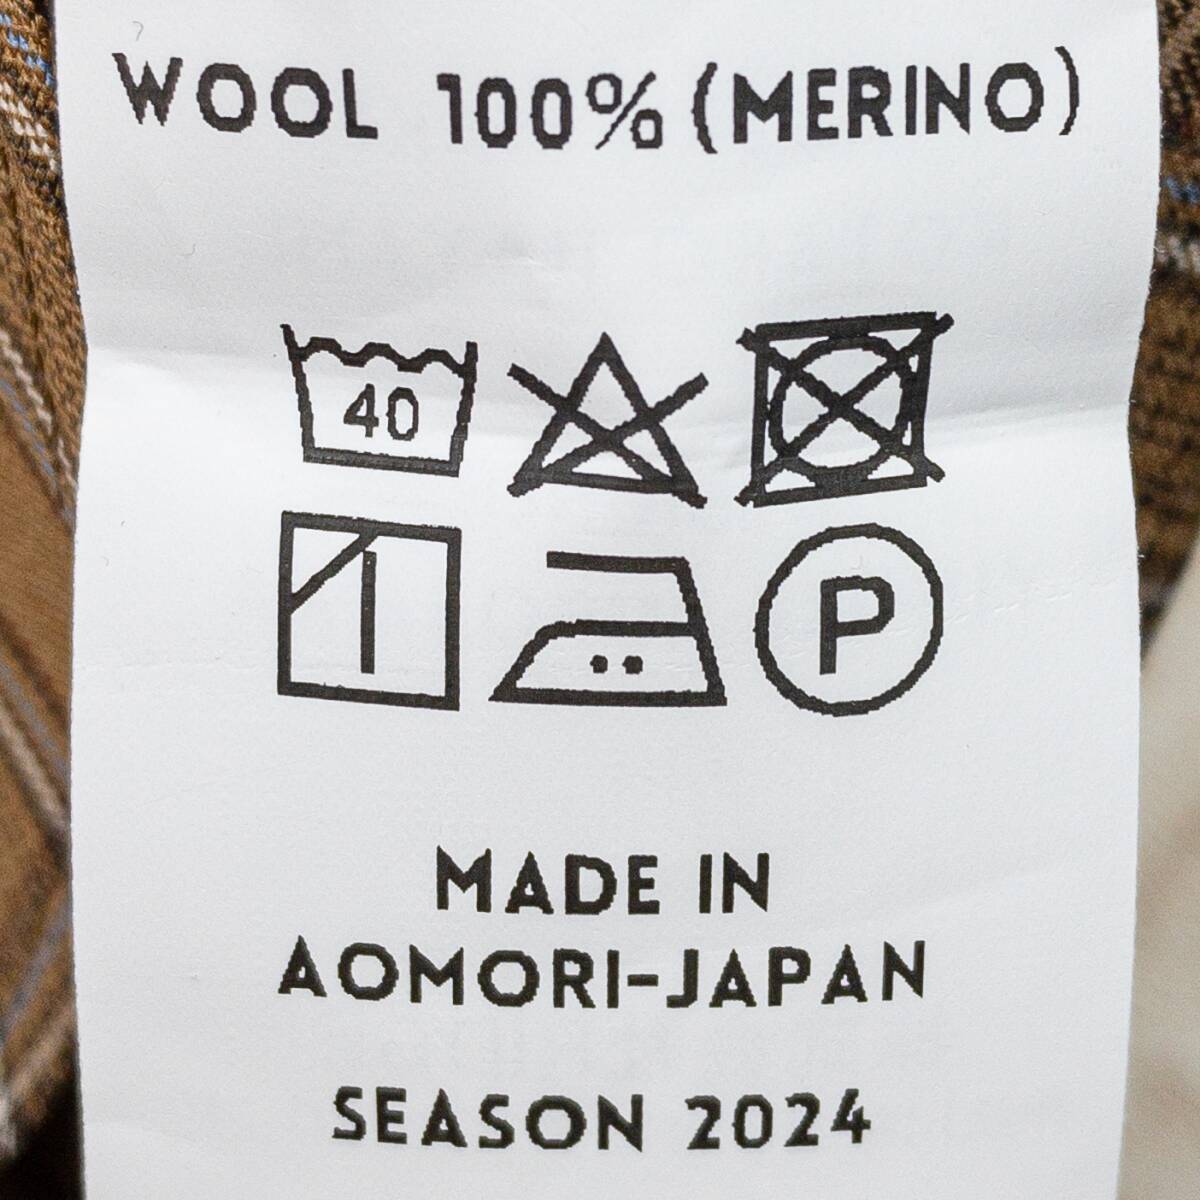 WOOL 100% (MERINO)
40
P
MADE IN
AOMORI-JAPAN
SEASON 2024